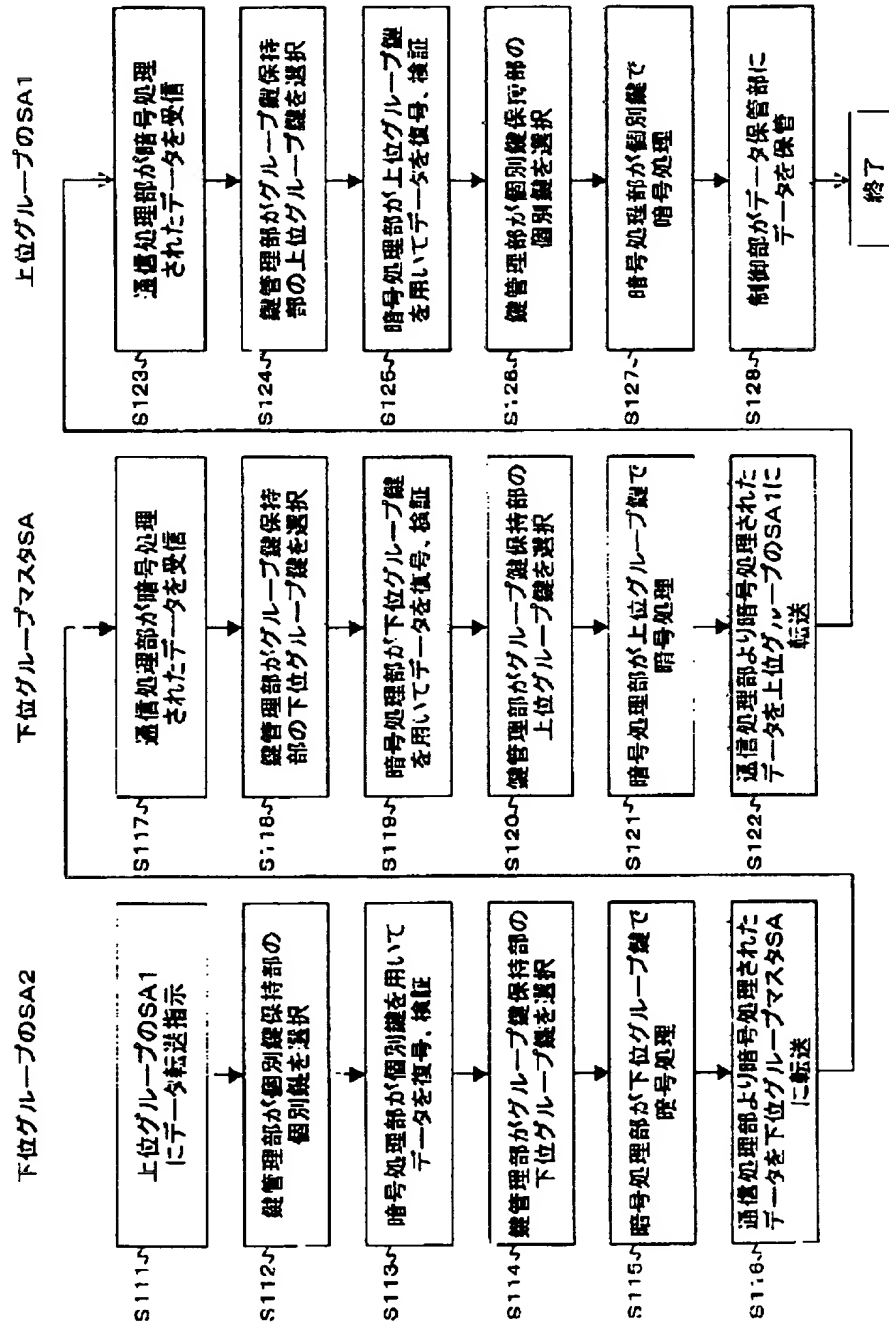 下位グループのSA2
S111
上位グループのSA1
にデータ転送指示
S112
鍵管理部が個別鍵保持部の
個別鍵を選択
S113
暗号処理部が個別鍵を用いて
データを復号、検証
S114
鍵管理部がグループ鍵保持部の
下位グループ鍵を選択
S115
暗号処理部が下位グループ鍵で
暗号処理
S116
通信処理部より暗号処理された
データを下位グループマスタSA
に転送
下位グループマスタSA
S117
通信処理部が暗号処理
されたデータを受信
S118
鍵管理部がグループ鍵保持
部の下位グループ鍵を選択
S119
暗号処理部が下位グループ鍵
を用いてデータを復号、検証
S120
鍵管理部がグループ鍵保持部の
上位グループ鍵を選択
S121
暗号処理部が上位グループ鍵で
暗号処理
S122
通信処理部より暗号処理された
データを上位グループのSA1に
転送
上位グループのSA1
S123
通信処理部が暗号処理
されたデータを受信
S124
鍵管理部がグループ鍵保持
部の上位グループ鍵を選択
S125
暗号処理部が上位グループ鍵
を用いてデータを復号、検証
S126
鍵管理部が個別鍵保持部の
個別鍵を選択
S127
暗号処理部が個別鍵で
暗号処理
S128
制御部がデータ保管部に
データを保管
終了